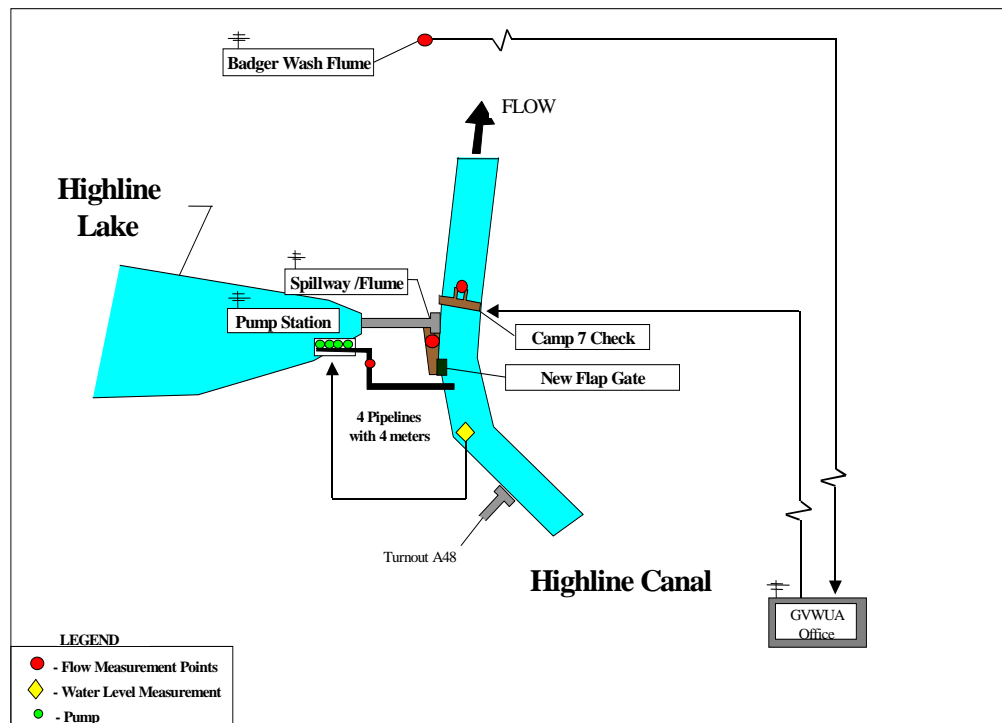 Badger Wash Flume
FLOW
Highline
Lake
Spillway /Flume
Pump Station
Camp 7 Check
New Flap Gate
4 Pipelines
with 4 meters
Turnout A48
Highline Canal
GVWUA
Office
LEGEND
- Flow Measurement Points
- Water Level Measurement
- Pump